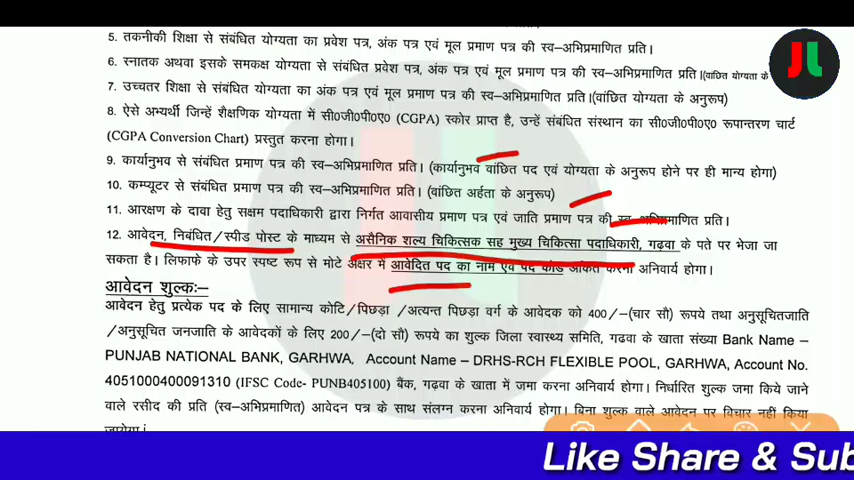 5. तकनीकी शिक्षा से संबंधित योग्यता का प्रवेश पत्र, अंक पत्र एवं मूल प्रमाण पत्र की स्व–अभिप्रमाणित प्रति।
6. स्नातक अथवा इसके समकक्ष योग्यता से संबंधित प्रवेश पत्र, अंक पत्र एवं मूल प्रमाण पत्र की स्व–अभिप्रमाणित प्रति।(वांछित योग्यता के
7. उच्चतर शिक्षा से संबंधित योग्यता का अंक पत्र एवं मूल प्रमाण पत्र की स्व–अभिप्रमाणित प्रति।(वांछित योग्यता के अनुरूप)
8. ऐसे अभ्यर्थी जिन्हें शैक्षणिक योग्यता में सी0जी0पी0ए0 (CGPA) स्कोर प्राप्त है, उन्हें संबंधित संस्थान का सी0जी0पी0ए0 रूपान्तरण चार्ट
(CGPA Conversion Chart) प्रस्तुत करना होगा।
9. कार्यानुभव से संबंधित प्रमाण पत्र की स्व–अभिप्रमाणित प्रति। (कार्यानुभव वांछित पद एवं योग्यता के अनुरूप होने पर ही मान्य होगा)
10. कम्प्यूटर से संबंधित प्रमाण पत्र की स्व–अभिप्रमाणित प्रति। (वांछित अर्हता के अनुरूप)
11. आरक्षण के दावा हेतु सक्षम पदाधिकारी द्वारा निर्गत आवासीय प्रमाण पत्र एवं जाति प्रमाण पत्र की स्व–अभिप्रमाणित प्रति।
12. आवेदन, निबंधित/स्पीड पोस्ट के माध्यम से असैनिक शल्य चिकित्सक सह मुख्य चिकित्सा पदाधिकारी, गढ़वा के पते पर भेजा जा
सकता है। लिफाफे के उपर स्पष्ट रूप से मोटे अक्षर में आवेदित पद का नाम एवं पद कोड अंकित करना अनिवार्य होगा।
आवेदन शुल्कः–
आवेदन हेतु प्रत्येक पद के लिए सामान्य कोटि/पिछड़ा/अत्यन्त पिछड़ा वर्ग के आवेदक को 400/–(चार सौ) रूपये तथा अनुसूचितजाति
/अनुसूचित जनजाति के आवेदकों के लिए 200/–(दो सौ) रूपये का शुल्क जिला स्वास्थ्य समिति, गढवा के खाता संख्या Bank Name –
PUNJAB NATIONAL BANK, GARHWA, Account Name – DRHS-RCH FLEXIBLE POOL, GARHWA, Account No.
4051000400091310 (IFSC Code- PUNB405100) बैंक, गढ़वा के खाता में जमा करना अनिवार्य होगा। निर्धारित शुल्क जमा किये जाने
वाले रसीद की प्रति (स्व–अभिप्रमाणित) आवेदन पत्र के साथ संलग्न करना अनिवार्य होगा। बिना शुल्क वाले आवेदन पर विचार नहीं किया
जायेगा।
Like Share & Sub